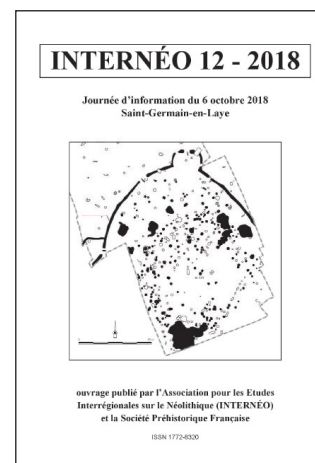 INTERNÉO 12 - 2018
Journée d'information du 6 octobre 2018
Saint-Germain-en-Laye
ouvrage publié par l'Association pour les Etudes
Interrégionales sur le Néolithique (INTERNÉO)
et la Société Préhistorique Française
ISSN 1772-8320